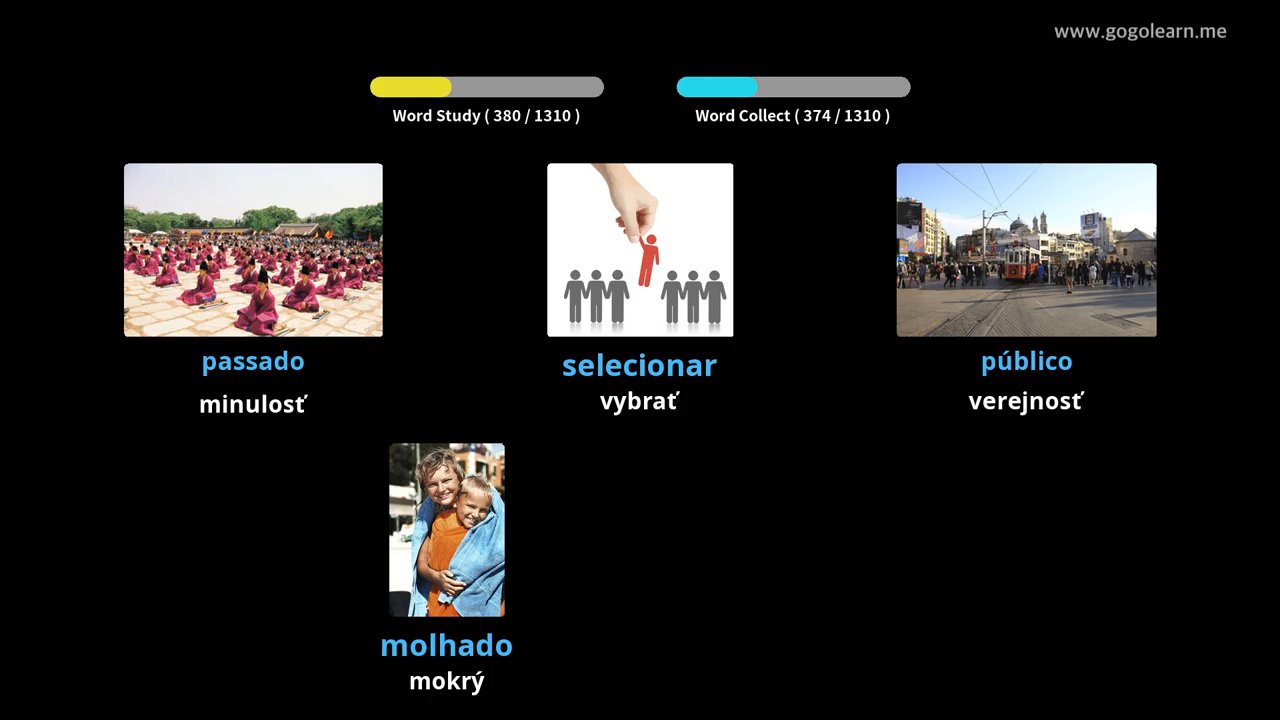 www.gogolearn.me
Word Study ( 380 / 1310 )
Word Collect ( 374 / 1310 )
passado
minulosť
selecionar
vybrať
público
verejnosť
molhado
mokrý